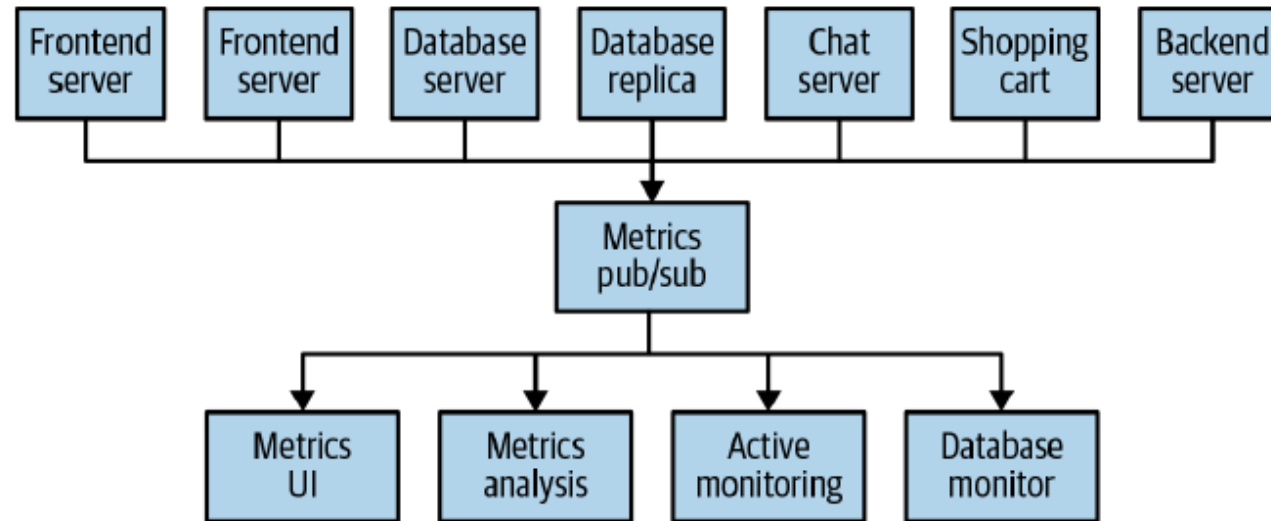 Frontend
server
Frontend
server
Database
server
Database
replica
Chat
server
Shopping
cart
Backend
server
Metrics
pub/sub
Metrics
UI
Metrics
analysis
Active
monitoring
Database
monitor